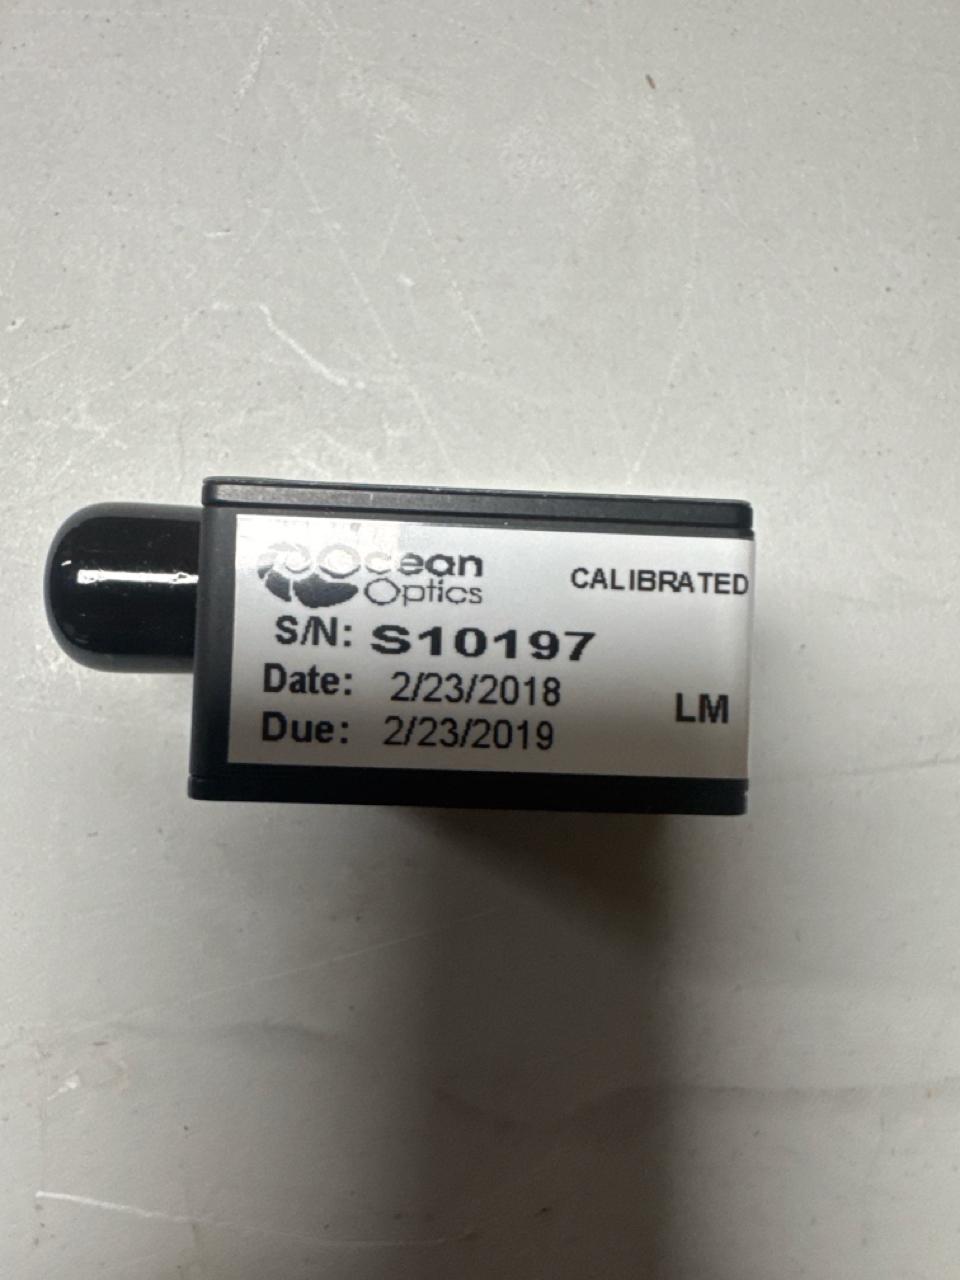 Ocean
Optics
CALIBRATED
S/N: S10197
Date: 2/23/2018
LM
Due: 2/23/2019